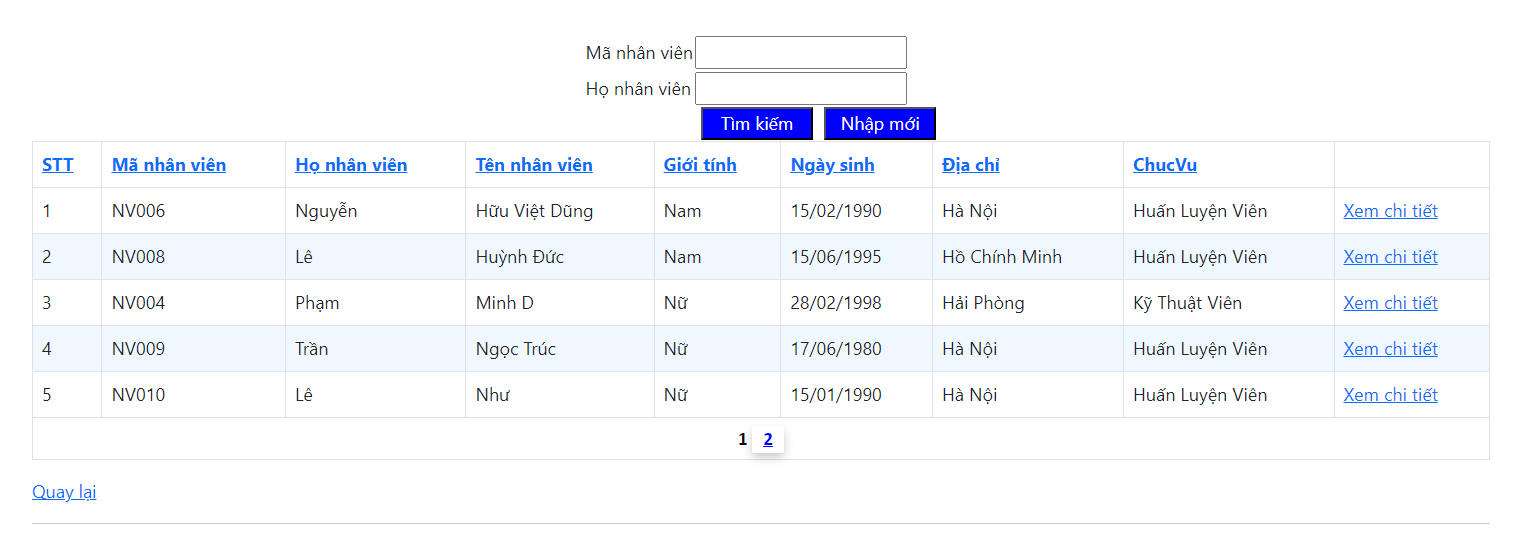 Mã nhân viên
Họ nhân viên
Tìm kiếm Nhập mới
STT Mã nhân viên Họ nhân viên Tên nhân viên Giới tính Ngày sinh Địa chỉ ChucVu
1 NV006 Nguyễn Hữu Việt Dũng Nam 15/02/1990 Hà Nội Huấn Luyện Viên Xem chi tiết
2 NV008 Lê Huỳnh Đức Nam 15/06/1995 Hồ Chính Minh Huấn Luyện Viên Xem chi tiết
3 NV004 Phạm Minh D Nữ 28/02/1998 Hải Phòng Kỹ Thuật Viên Xem chi tiết
4 NV009 Trần Ngọc Trúc Nữ 17/06/1980 Hà Nội Huấn Luyện Viên Xem chi tiết
5 NV010 Lê Như Nữ 15/01/1990 Hà Nội Huấn Luyện Viên Xem chi tiết
1 2
Quay lại